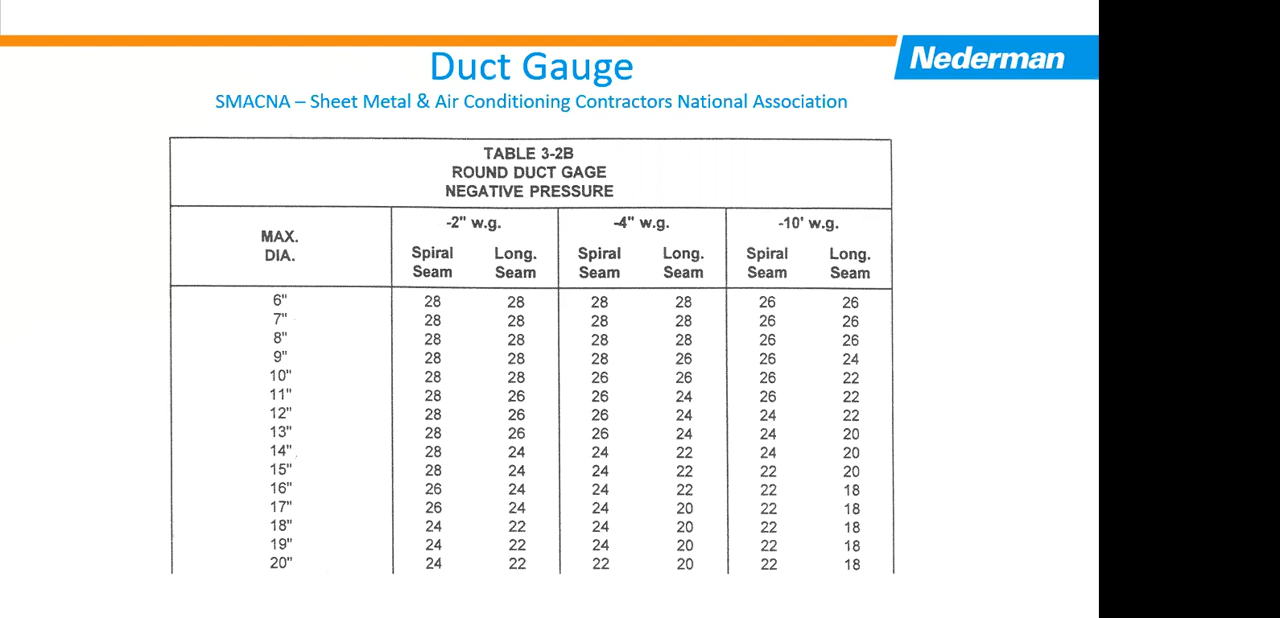 Nederman
Duct Gauge
SMACNA – Sheet Metal & Air Conditioning Contractors National Association
TABLE 3-2B
ROUND DUCT GAGE
NEGATIVE PRESSURE
MAX. DIA. -2" w.g. -4" w.g. -10' w.g.
Spiral Seam Long. Seam Spiral Seam Long. Seam Spiral Seam Long. Seam
6" 28 28 28 28 26 26
7" 28 28 28 28 26 26
8" 28 28 28 28 26 26
9" 28 28 28 26 26 24
10" 28 28 26 26 26 22
11" 28 26 26 24 26 22
12" 28 26 26 24 24 22
13" 28 26 26 24 24 20
14" 28 24 24 22 24 20
15" 28 24 24 22 22 20
16" 26 24 24 22 22 18
17" 26 24 24 20 22 18
18" 24 22 24 20 22 18
19" 24 22 24 20 22 18
20" 24 22 22 20 22 18